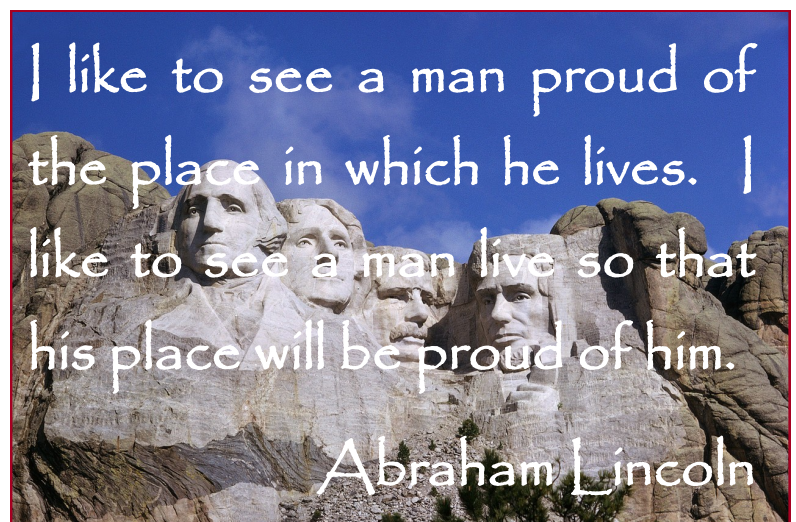 I like to see a man proud of
the place in which he lives. I
like to see a man live so that
his place will be proud of him.
Abraham Lincoln